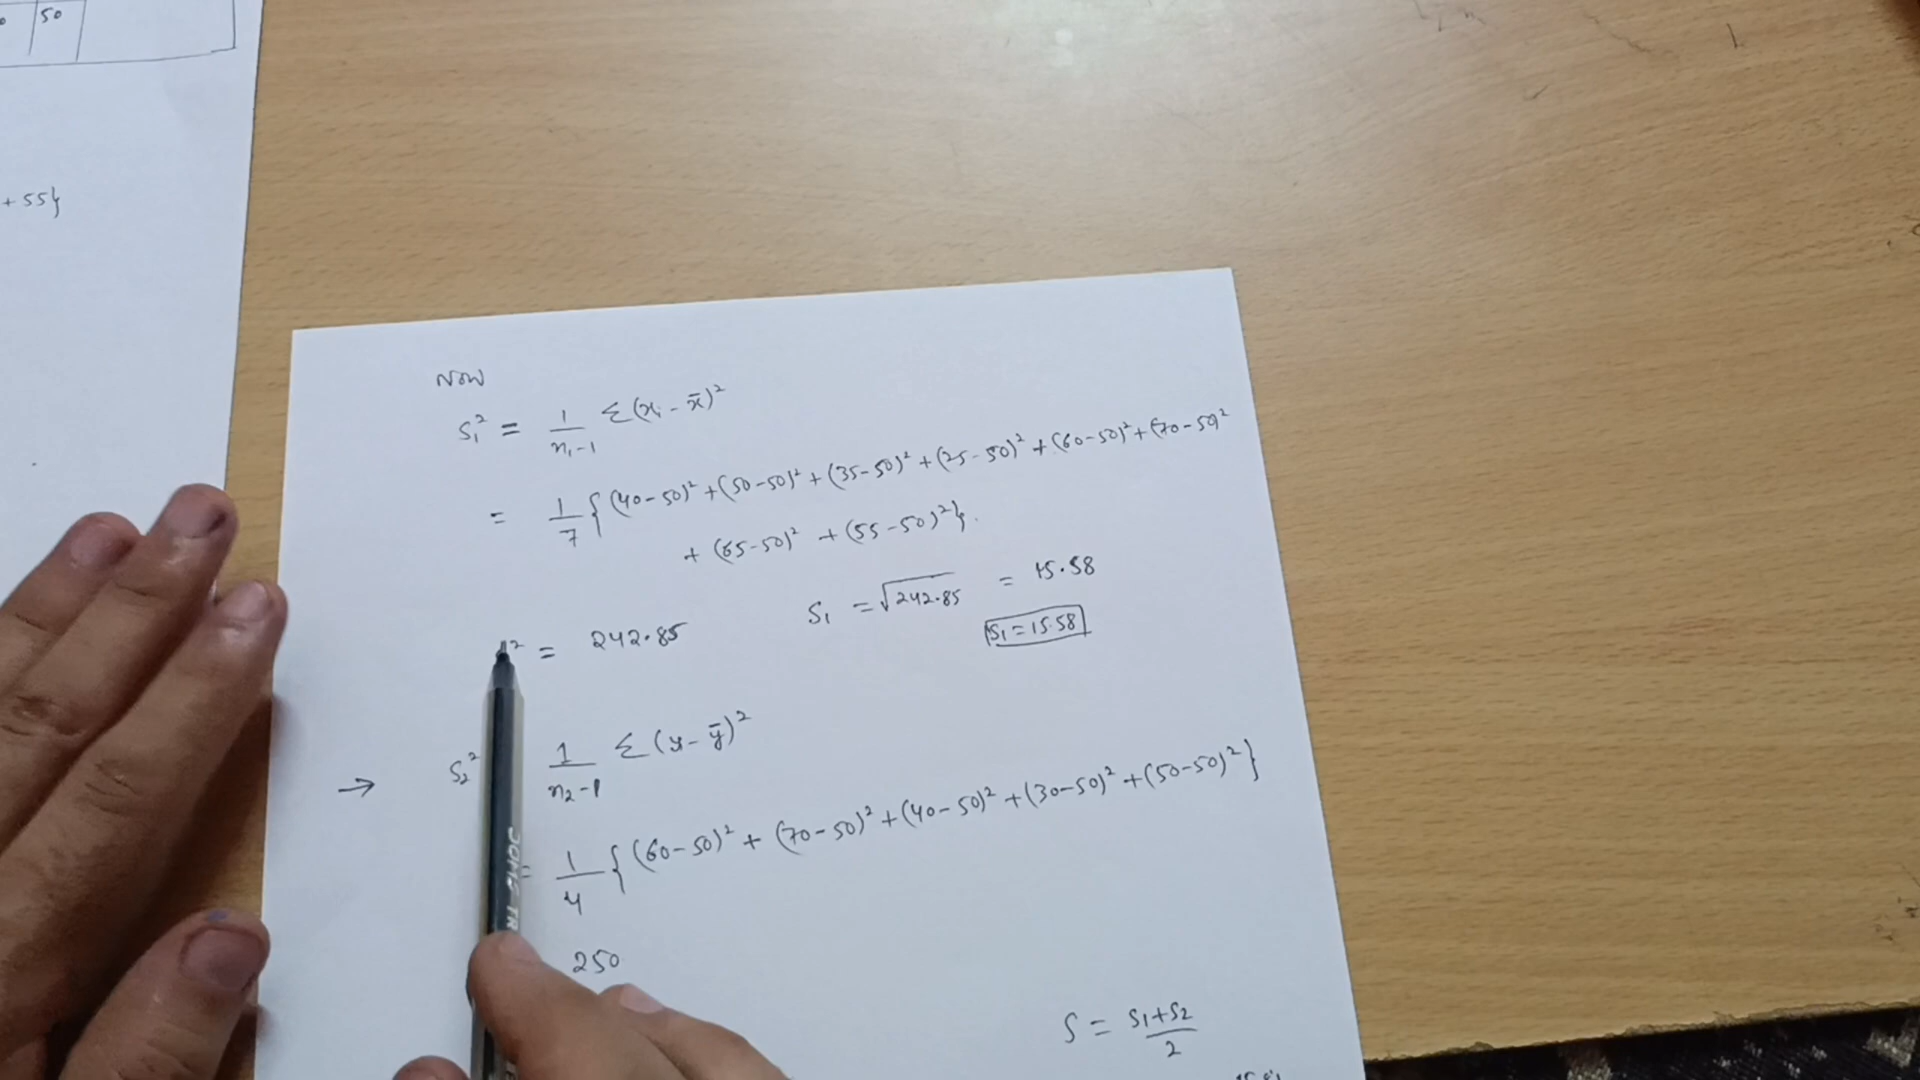 50
+ 55}
Now
S₁² = 1/(n₁-1) Σ(xᵢ - x̄)²
= 1/7 {(40-50)² + (50-50)² + (35-50)² + (25-50)² + (60-50)² + (70-50)²
+ (65-50)² + (55-50)²}.
S₁ = √242.85 = 15.58
² = 242.85
S₁ = 15.58
→ S₂² 1/(n₂-1) Σ(y - ȳ)²
= 1/4 {(60-50)² + (70-50)² + (40-50)² + (30-50)² + (50-50)²}
250
S = (S₁+S₂)/2
DOMS